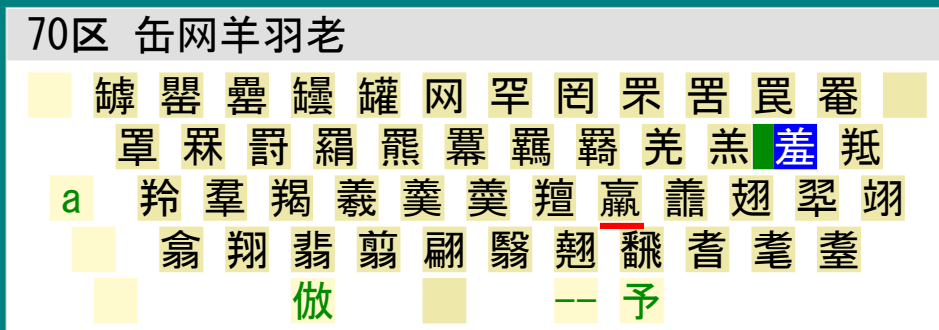 70区 缶网羊羽老
罅 罌 罍 罎 罐 网 罕 罔 罘 罟 罠 罨
罩 罧 罸 羂 羆 羃 羈 羇 羌 羔 羞 羝
a 羚 羣 羯 羲 羹 羮 羶 羸 譱 翅 翆 翊
翕 翔 翡 翦 翩 翳 翹 飜 耆 耄 耋
倣 -- 予